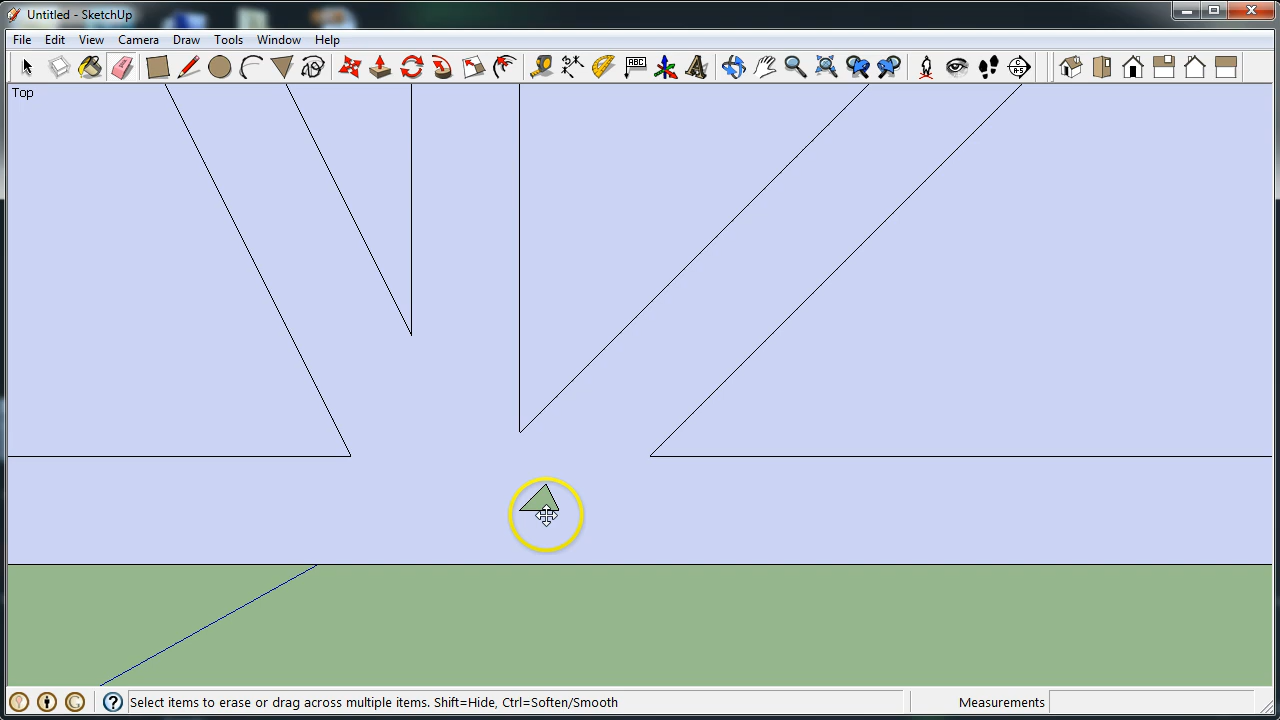 Untitled - SketchUp
File Edit View Camera Draw Tools Window Help
ABC
Top
Select items to erase or drag across multiple items. Shift=Hide, Ctrl=Soften/Smooth
Measurements